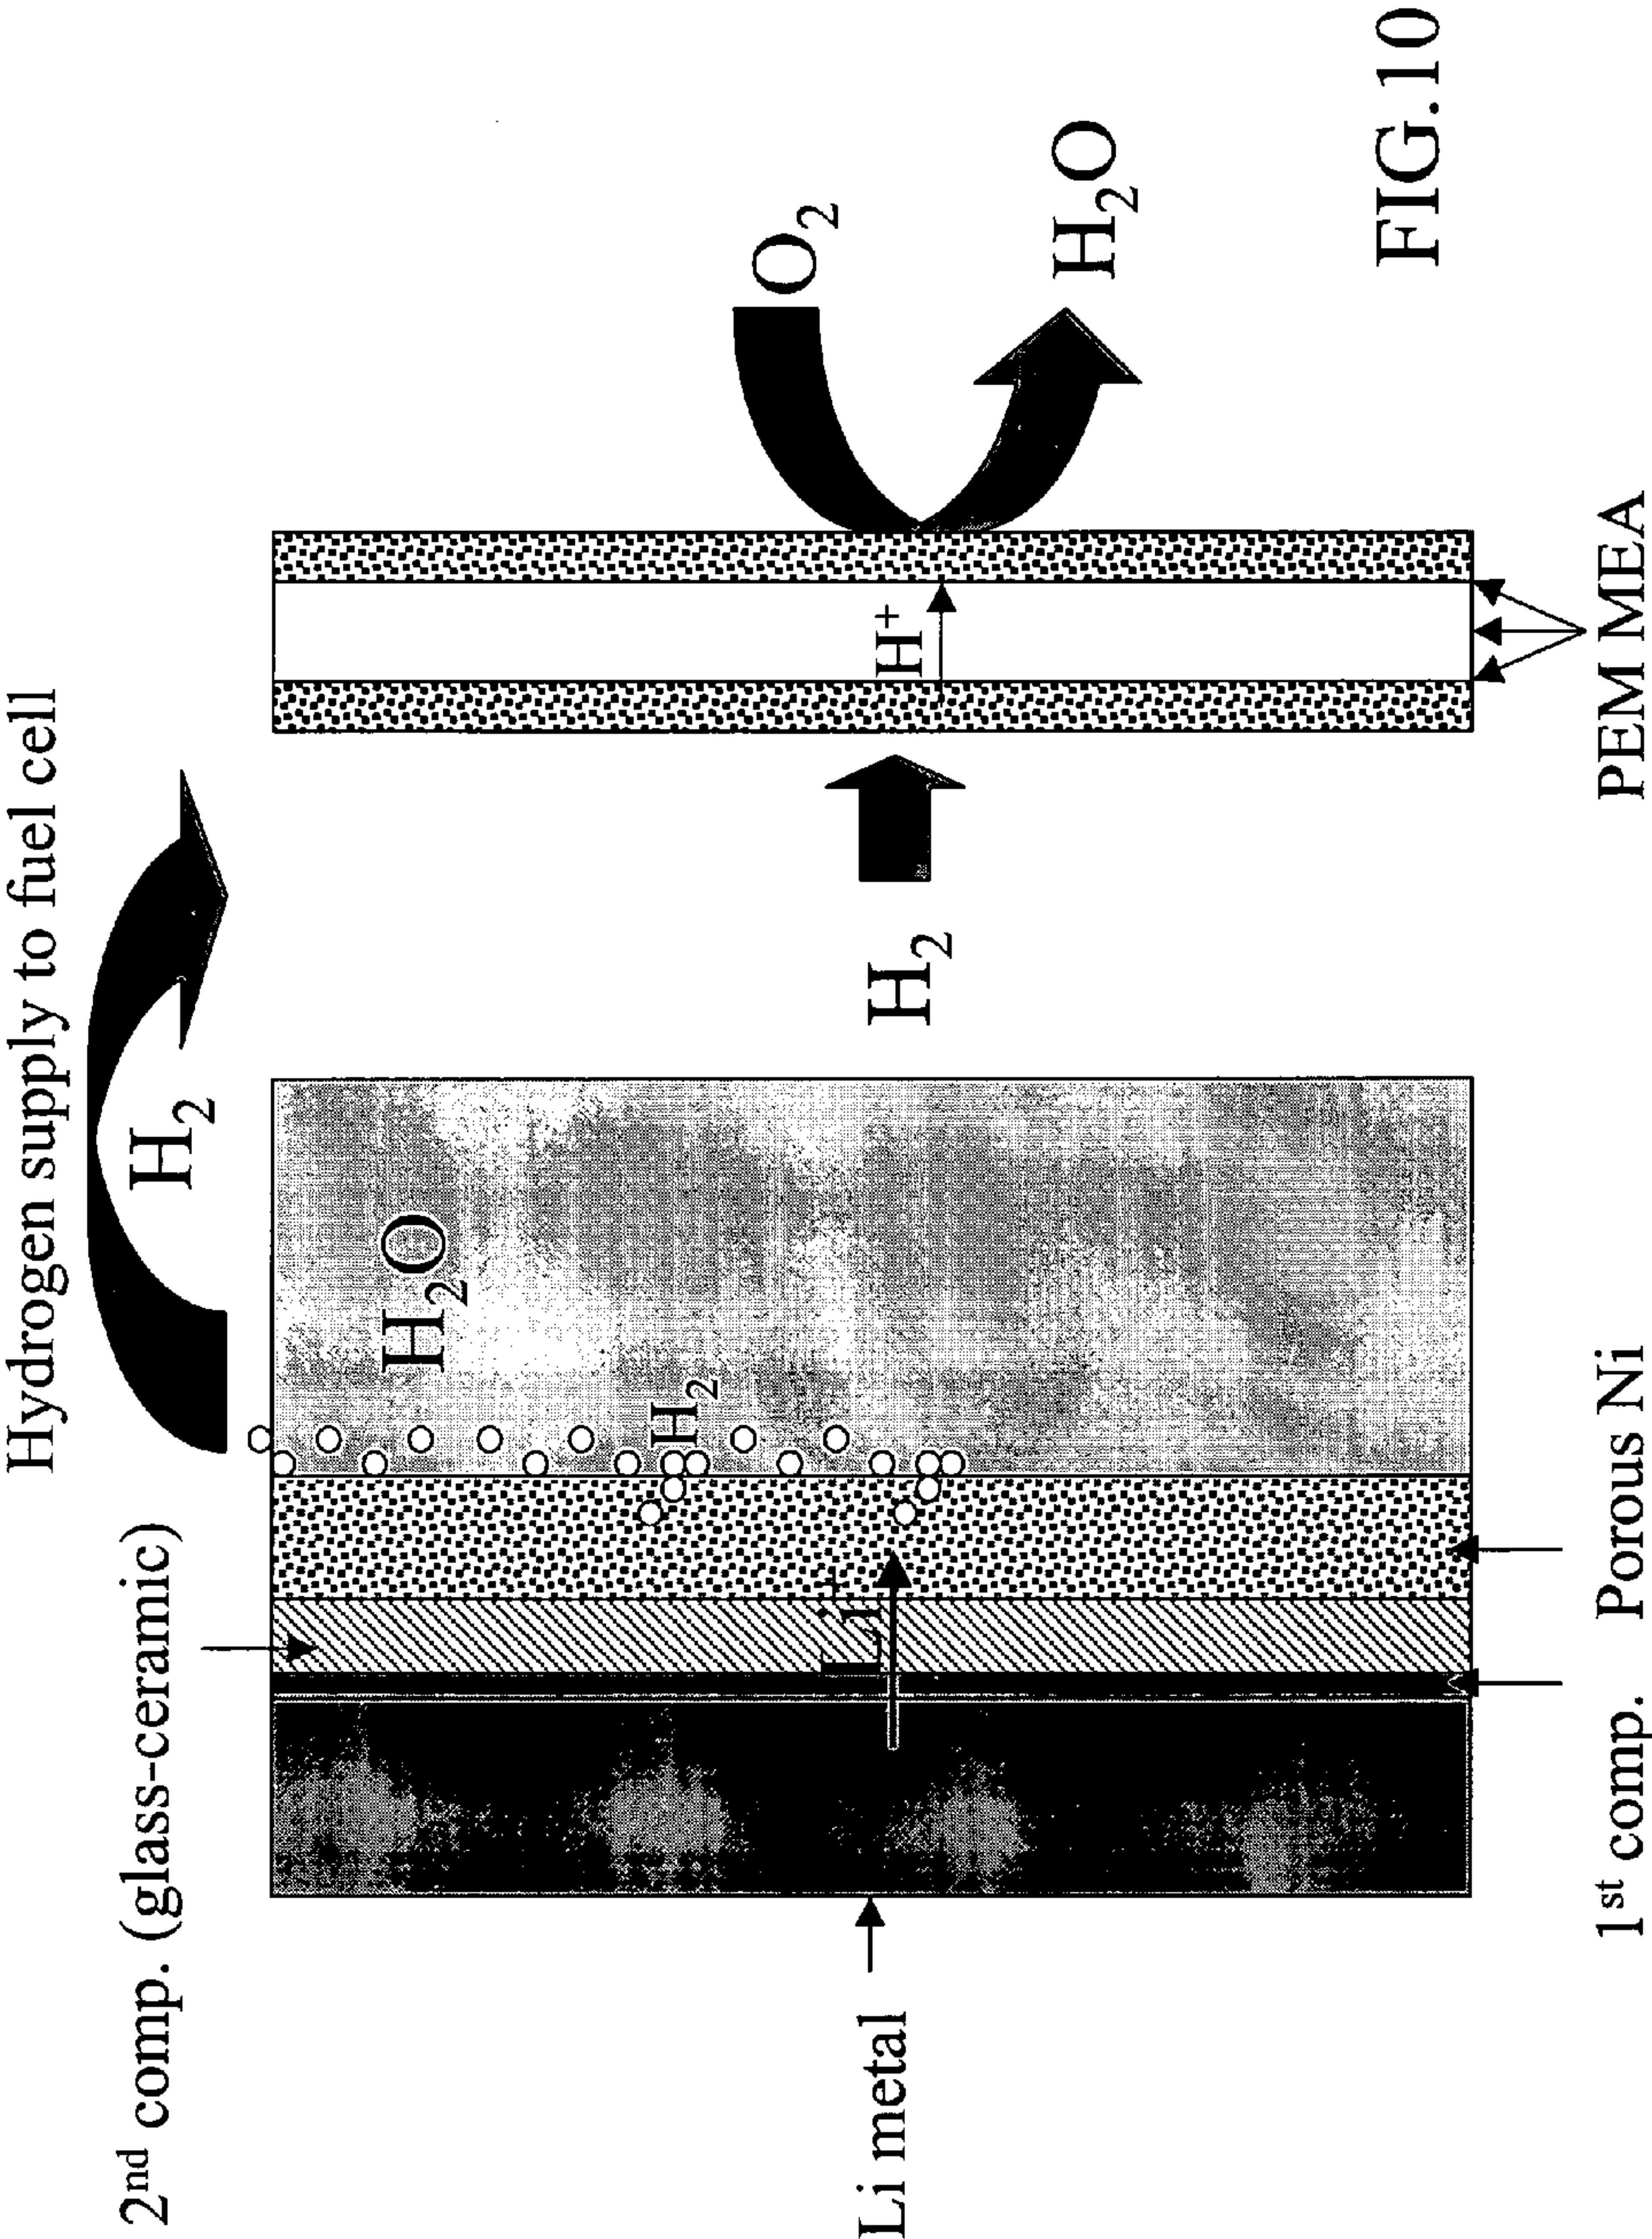 Hydrogen supply to fuel cell
2nd comp. (glass-ceramic)
H2
H2O
H2
Li+
Li metal
H2
H+
O2
H2O
1st comp.
Porous Ni
PEM MEA
FIG.10